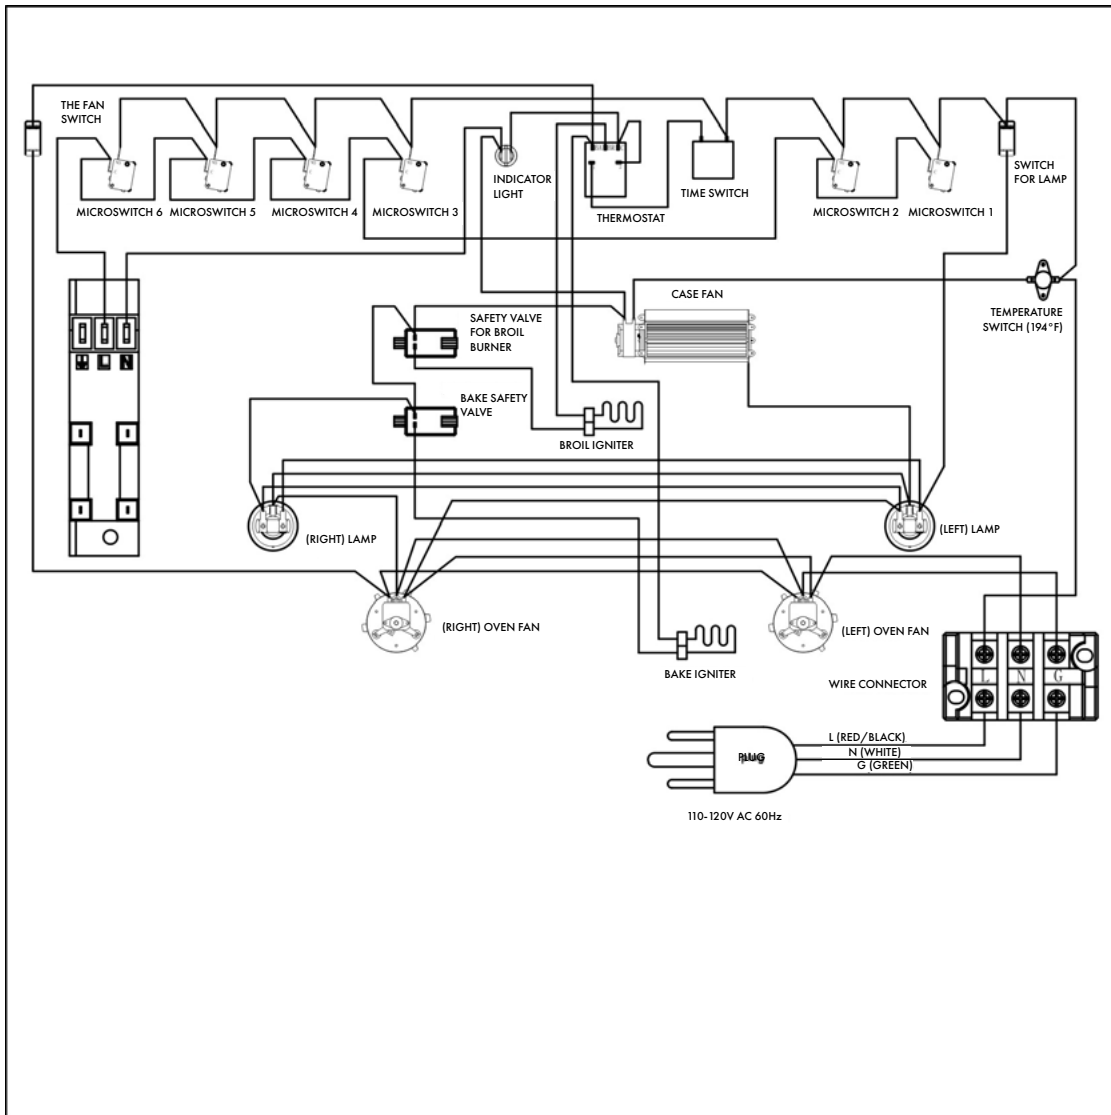 THE FAN
SWITCH
MICROSWITCH 6
MICROSWITCH 5
MICROSWITCH 4
MICROSWITCH 3
INDICATOR
LIGHT
THERMOSTAT
TIME SWITCH
MICROSWITCH 2
MICROSWITCH 1
SWITCH
FOR LAMP
TEMPERATURE
SWITCH (194°F)
CASE FAN
SAFETY VALVE
FOR BROIL
BURNER
L
N
BAKE SAFETY
VALVE
BROIL IGNITER
(RIGHT) LAMP
(LEFT) LAMP
(RIGHT) OVEN FAN
(LEFT) OVEN FAN
BAKE IGNITER
WIRE CONNECTOR
L N G
PLUG
L (RED/BLACK)
N (WHITE)
G (GREEN)
110-120V AC 60Hz